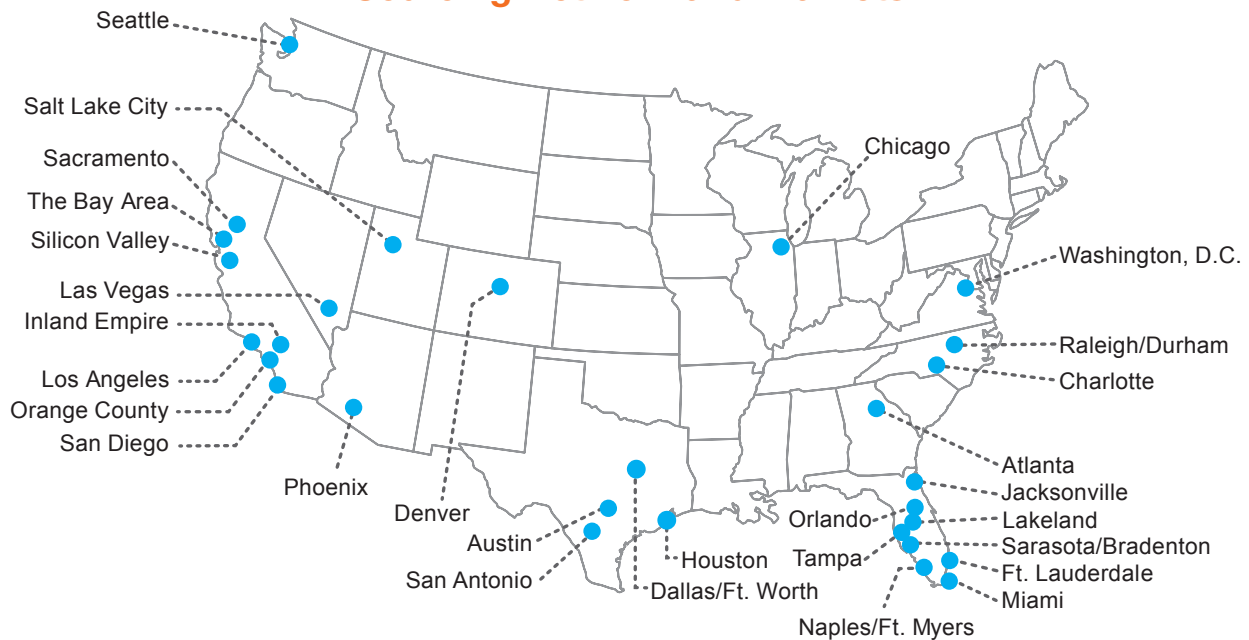 Seattle
Salt Lake City
Sacramento
The Bay Area
Silicon Valley
Las Vegas
Inland Empire
Los Angeles
Orange County
San Diego
Phoenix
Denver
Austin
San Antonio
Houston
Dallas/Ft. Worth
Chicago
Washington, D.C.
Raleigh/Durham
Charlotte
Atlanta
Jacksonville
Orlando
Lakeland
Tampa
Sarasota/Bradenton
Ft. Lauderdale
Miami
Naples/Ft. Myers